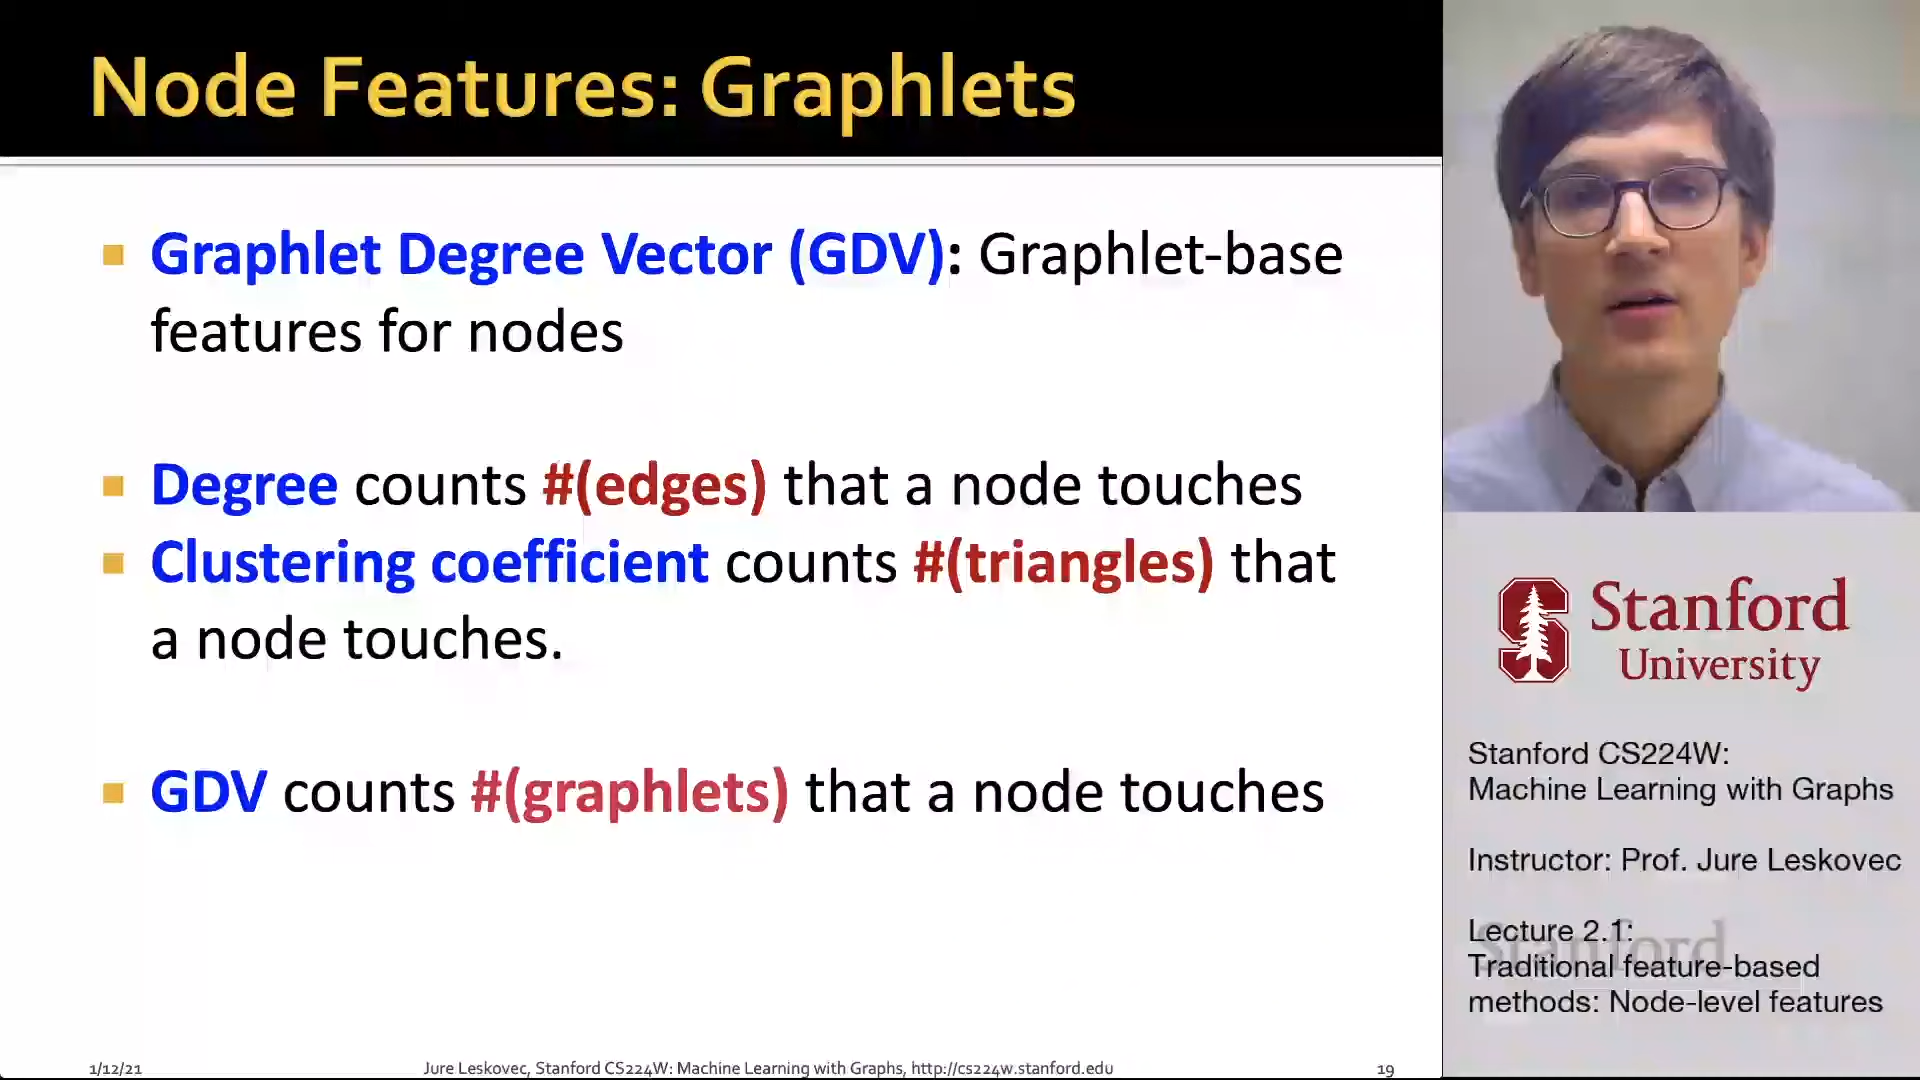 Node Features: Graphlets
Graphlet Degree Vector (GDV): Graphlet-base
features for nodes
Degree counts #(edges) that a node touches
Clustering coefficient counts #(triangles) that
a node touches.
GDV counts #(graphlets) that a node touches
1/12/21
Jure Leskovec, Stanford CS224W: Machine Learning with Graphs, http://cs224w.stanford.edu
19
Stanford
University
Stanford CS224W:
Machine Learning with Graphs
Instructor: Prof. Jure Leskovec
Stanford
Lecture 2.1:
Traditional feature-based
methods: Node-level features